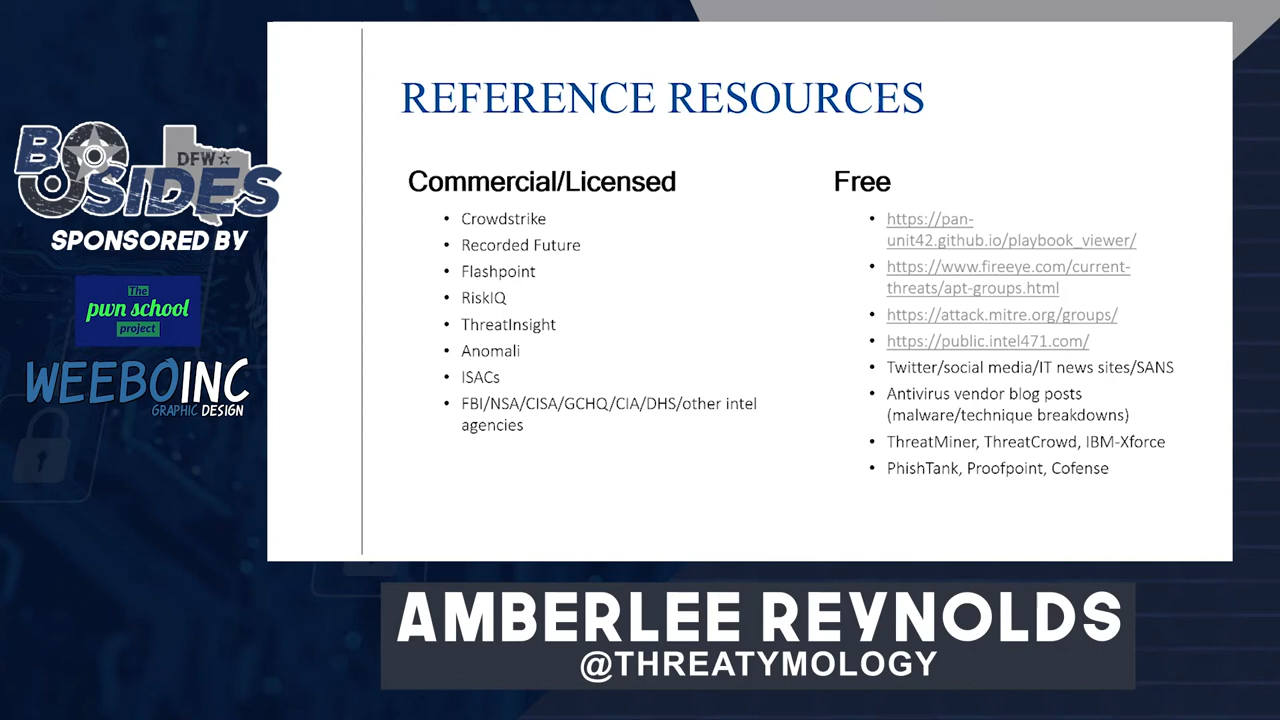 BSIDES
DFW
SPONSORED BY
The
pwn school
project
WEEBOINC
GRAPHIC DESIGN
REFERENCE RESOURCES
Commercial/Licensed
• Crowdstrike
• Recorded Future
• Flashpoint
• RiskIQ
• ThreatInsight
• Anomali
• ISACs
• FBI/NSA/CISA/GCHQ/CIA/DHS/other intel
agencies
Free
• https://pan-
unit42.github.io/playbook_viewer/
• https://www.fireeye.com/current-
threats/apt-groups.html
• https://attack.mitre.org/groups/
• https://public.intel471.com/
• Twitter/social media/IT news sites/SANS
• Antivirus vendor blog posts
(malware/technique breakdowns)
• ThreatMiner, ThreatCrowd, IBM-Xforce
• PhishTank, Proofpoint, Cofense
AMBERLEE REYNOLDS
@THREATYMOLOGY